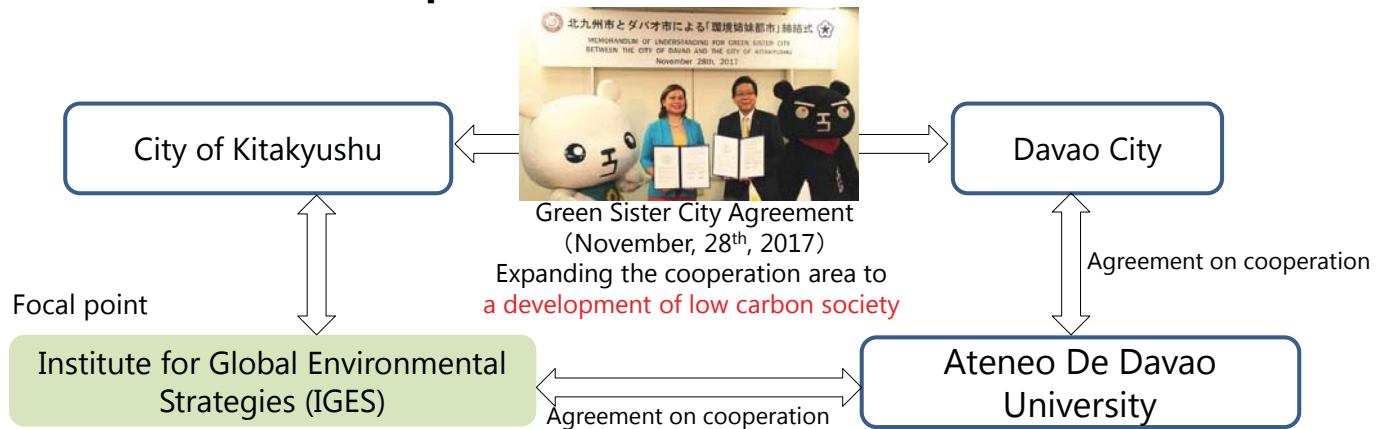 北九州市とダバオ市による「環境姉妹都市」締結式
MEMORANDUM OF UNDERSTANDING FOR GREEN SISTER CITY
BETWEEN THE CITY OF DAVAO AND THE CITY OF KITAKYUSHU
November 28th, 2017
City of Kitakyushu
Davao City
Green Sister City Agreement
（November, 28th, 2017）
Expanding the cooperation area to
a development of low carbon society
Agreement on cooperation
Focal point
Institute for Global Environmental
Strategies (IGES)
Agreement on cooperation
Ateneo De Davao
University